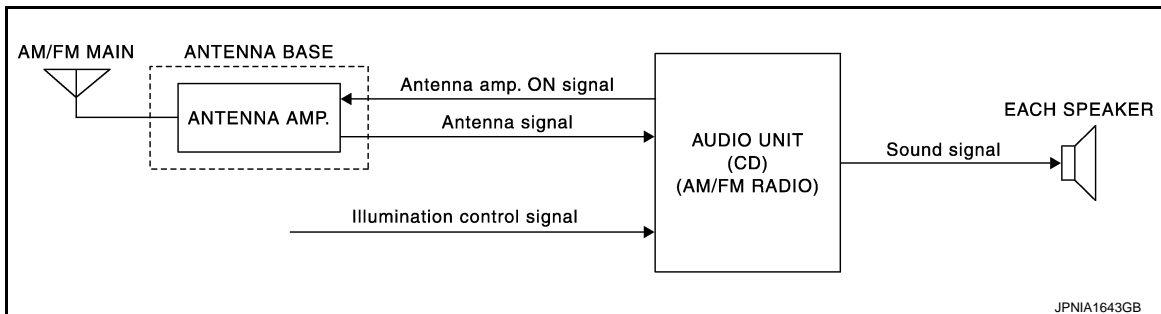 AM/FM MAIN
ANTENNA BASE
ANTENNA AMP.
Antenna amp. ON signal
Antenna signal
Illumination control signal
AUDIO UNIT
(CD)
(AM/FM RADIO)
Sound signal
EACH SPEAKER
JPNIA1643GB